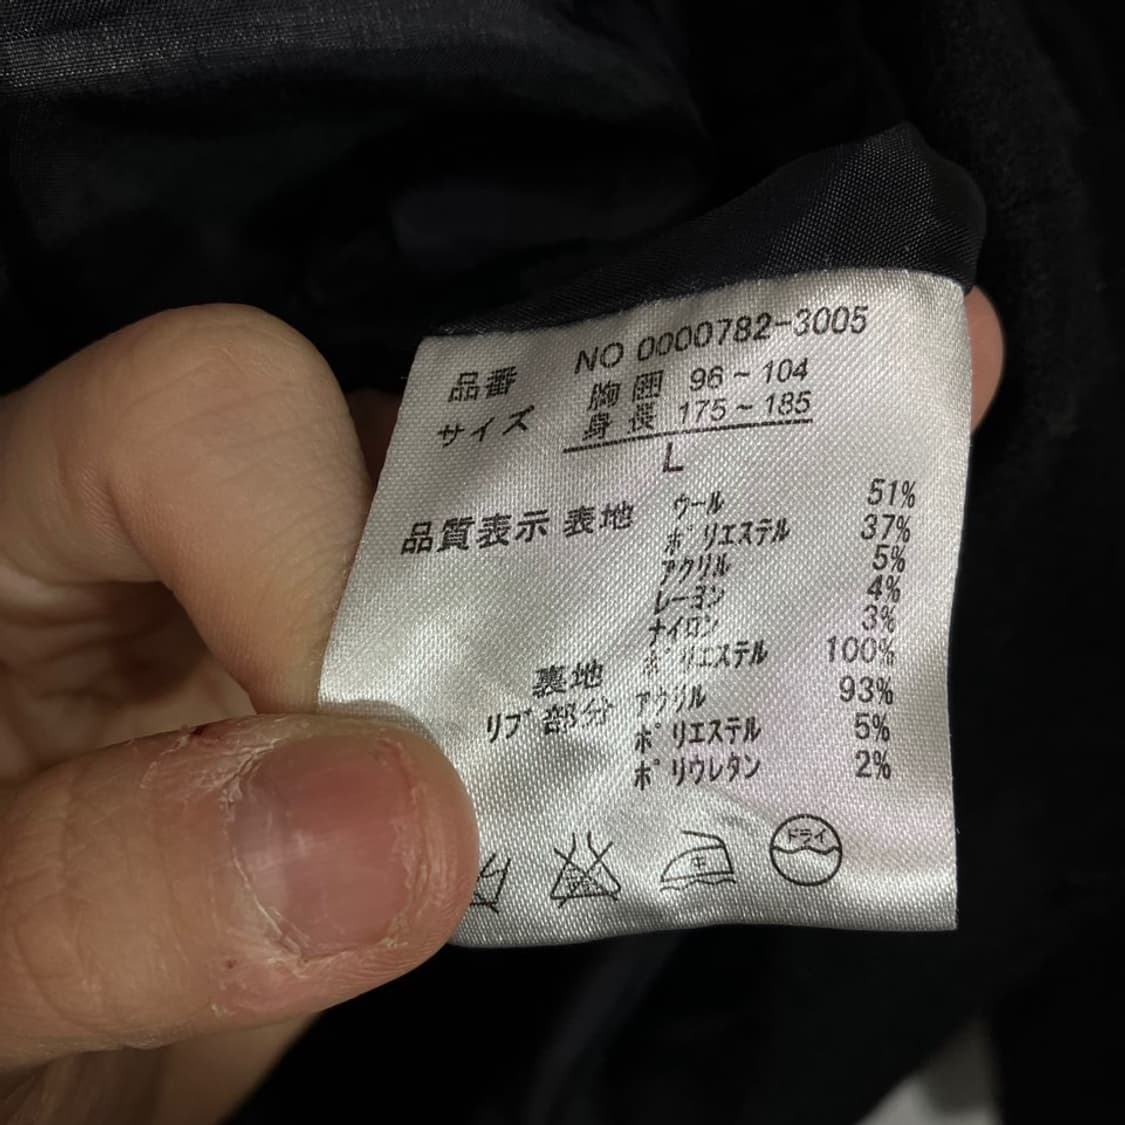 品番 NO 0000782-3005
サイズ 胸囲 96~104
身長 175~185
L
品質表示 表地 ウール 51%
ポリエステル 37%
アクリル 5%
レーヨン 4%
ナイロン 3%
裏地 ポリエステル 100%
リブ部分 アクリル 93%
ポリエステル 5%
ポリウレタン 2%
中
ドライ